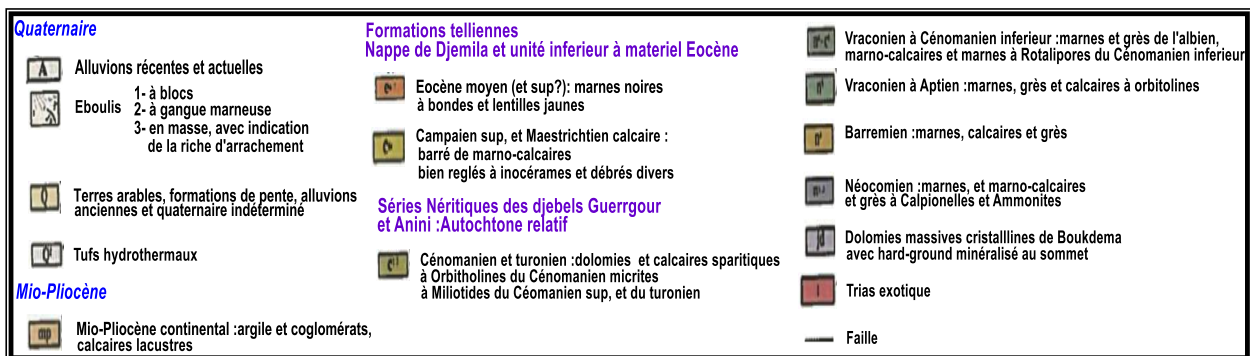 Quaternaire
A
Alluvions récentes et actuelles
Eboulis
1- à blocs
2- à gangue marneuse
3- en masse, avec indication
de la riche d'arrachement
Terres arables, formations de pente, alluvions
anciennes et quaternaire indéterminé
Tufs hydrothermaux
Mio-Pliocène
mp
Mio-Pliocène continental :argile et coglomérats,
calcaires lacustres
Formations telliennes
Nappe de Djemila et unité inferieur à materiel Eocène
Eocène moyen (et sup?): marnes noires
à bondes et lentilles jaunes
Campaien sup, et Maestrichtien calcaire :
barré de marno-calcaires
bien reglés à inocérames et débrés divers
Séries Néritiques des djebels Guerrgour
et Anini :Autochtone relatif
Cénomanien et turonien :dolomies et calcaires sparitiques
à Orbitholines du Cénomanien micrites
à Miliotides du Céomanien sup, et du turonien
Vraconien à Cénomanien inferieur :marnes et grès de l'albien,
marno-calcaires et marnes à Rotalipores du Cénomanien inferieur
Vraconien à Aptien :marnes, grès et calcaires à orbitolines
Barremien :marnes, calcaires et grès
Néocomien :marnes, et marno-calcaires
et grès à Calpionelles et Ammonites
Dolomies massives cristalllines de Boukdema
avec hard-ground minéralisé au sommet
Trias exotique
Faille